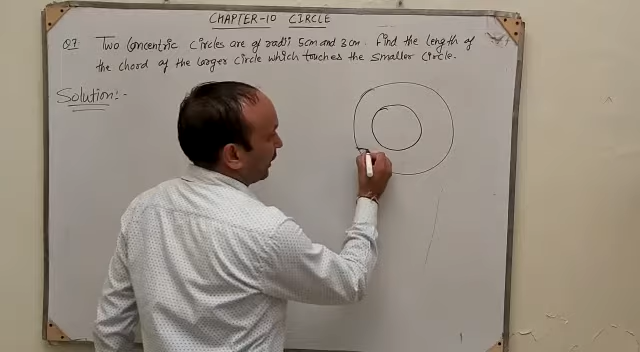 CHAPTER-10 CIRCLE
Q7 Two Concentric Circles are of radii 5cm and 3cm. Find the length of
the chord of the larger circle which touches the smaller circle.
Solution:-